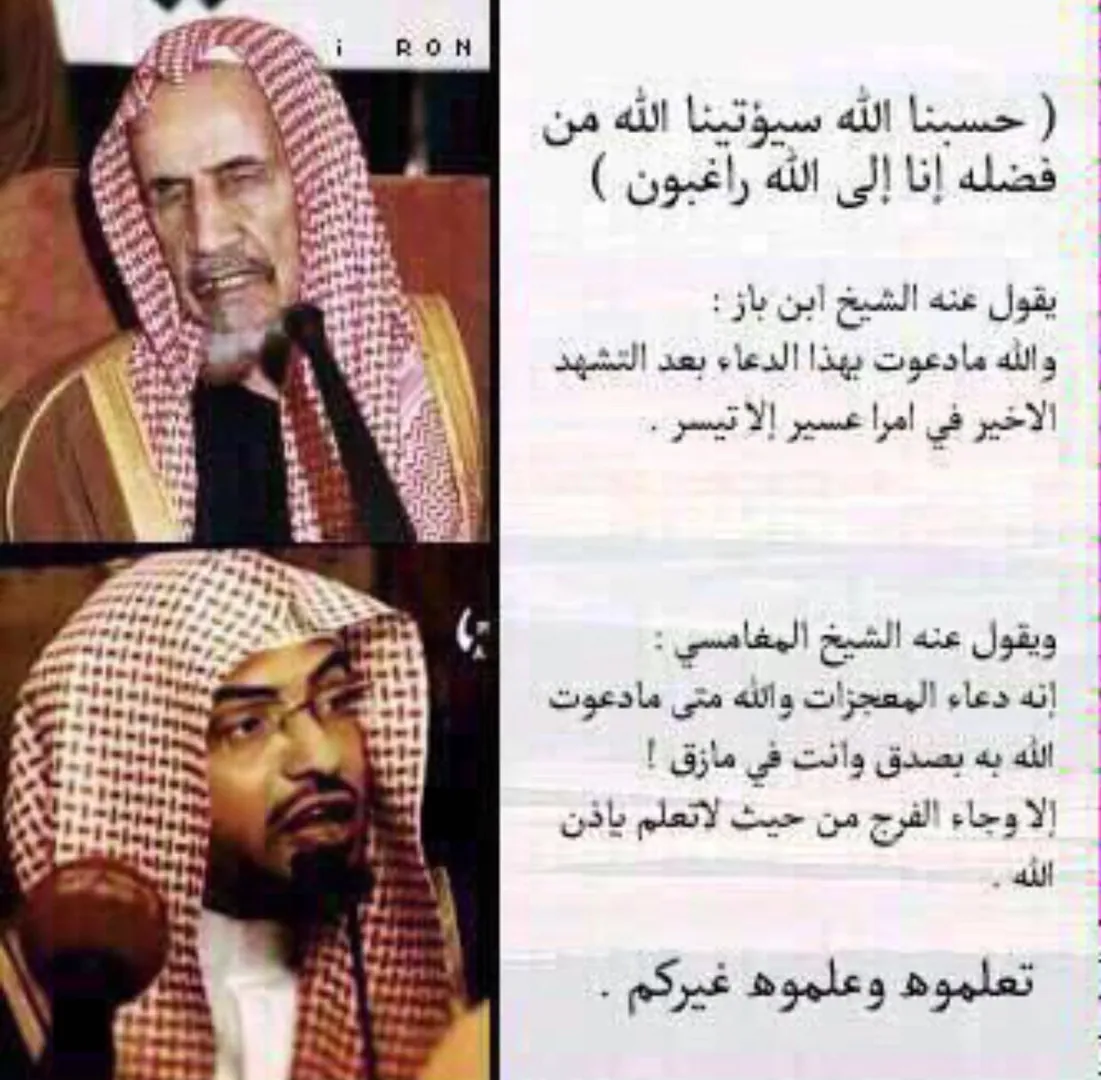 i RON
( حسبنا الله سيؤتينا الله من
فضله إنا إلى الله راغبون )
يقول عنه الشيخ ابن باز :
والله مادعوت بهذا الدعاء بعد التشهد
الاخير في امرا عسير إلا تيسر .
ويقول عنه الشيخ المغامسي :
إنه دعاء المعجزات والله متى مادعوت
الله به بصدق وانت في مازق !
إلا وجاء الفرج من حيث لاتعلم بإذن
الله .
تعلموه وعلموه غيركم .